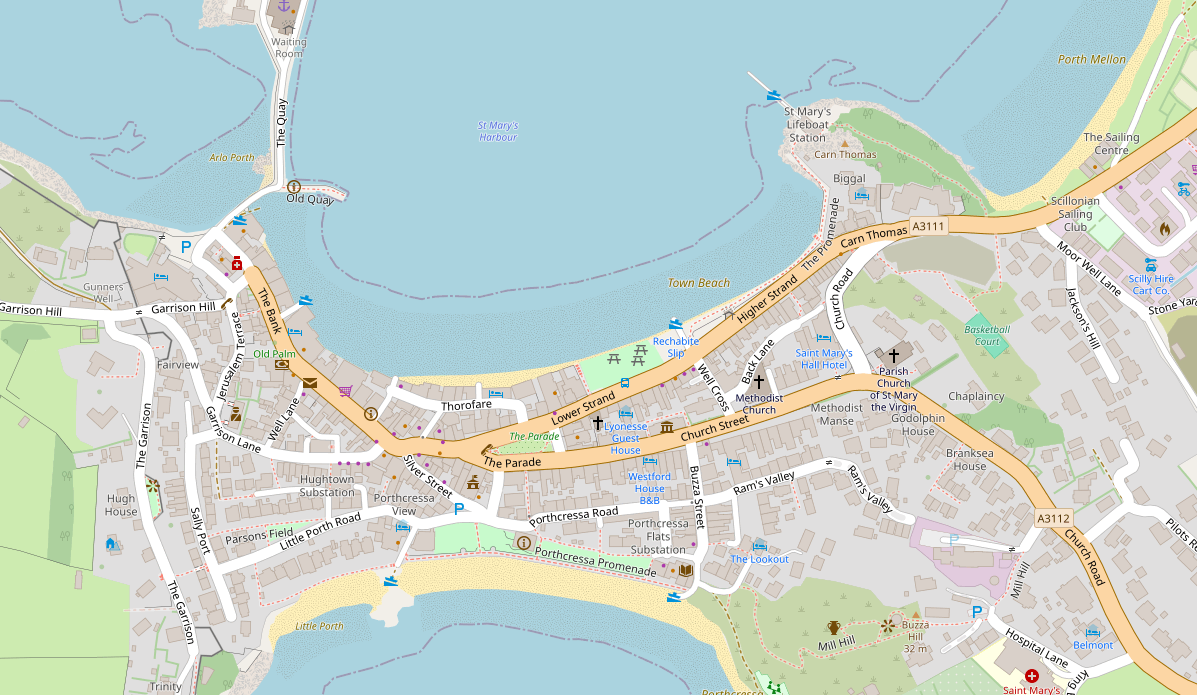 Waiting
Room
Porth Mellon
The Quay
St Mary's
Harbour
St Mary's
Lifeboat
Station
The Sailing
Centre
Arlo Porth
Carn Thomas
Biggal
Old Quay
Scillonian
Sailing
Club
The Promenade
Carn Thomas
A3111
Moor Well Lane
Scilly Hire
Cart Co.
Town Beach
Gunners
Well
Garrison Hill
Garrison Hill
The Bank
Higher Strand
Church Road
Jackson's Hill
Basketball
Court
Rechabite
Slip
Back Lane
Saint Mary's
Hall Hotel
Jerusalem Terrace
Old Palm
Fairview
Parish
Church
of St Mary
the Virgin
Well Cross
Methodist
Church
Chaplaincy
Thorofare
Lower Strand
Methodist
Manse
Godolphin
House
Garrison Lane
Well Lane
The Garrison
The Parade
Lyonesse
Guest
House
Church Street
The Parade
Branksea
House
Silver Street
Hughtown
Substation
Westford
House
B&B
Buzza Street
Ram's Valley
Ram's Valley
Hugh
House
Porthcressa
View
Sally Port
Parsons Field
Little Porth Road
Porthcressa Road
Porthcressa
Flats
Substation
A3112
Church Road
Porthcressa Promenade
The Lookout
Mill Hill
The Garrison
Little Porth
Buzza
Hill
32 m
Mill Hill
Hospital Lane
Belmont
Trinity
Saint Mary's
Porthcressa